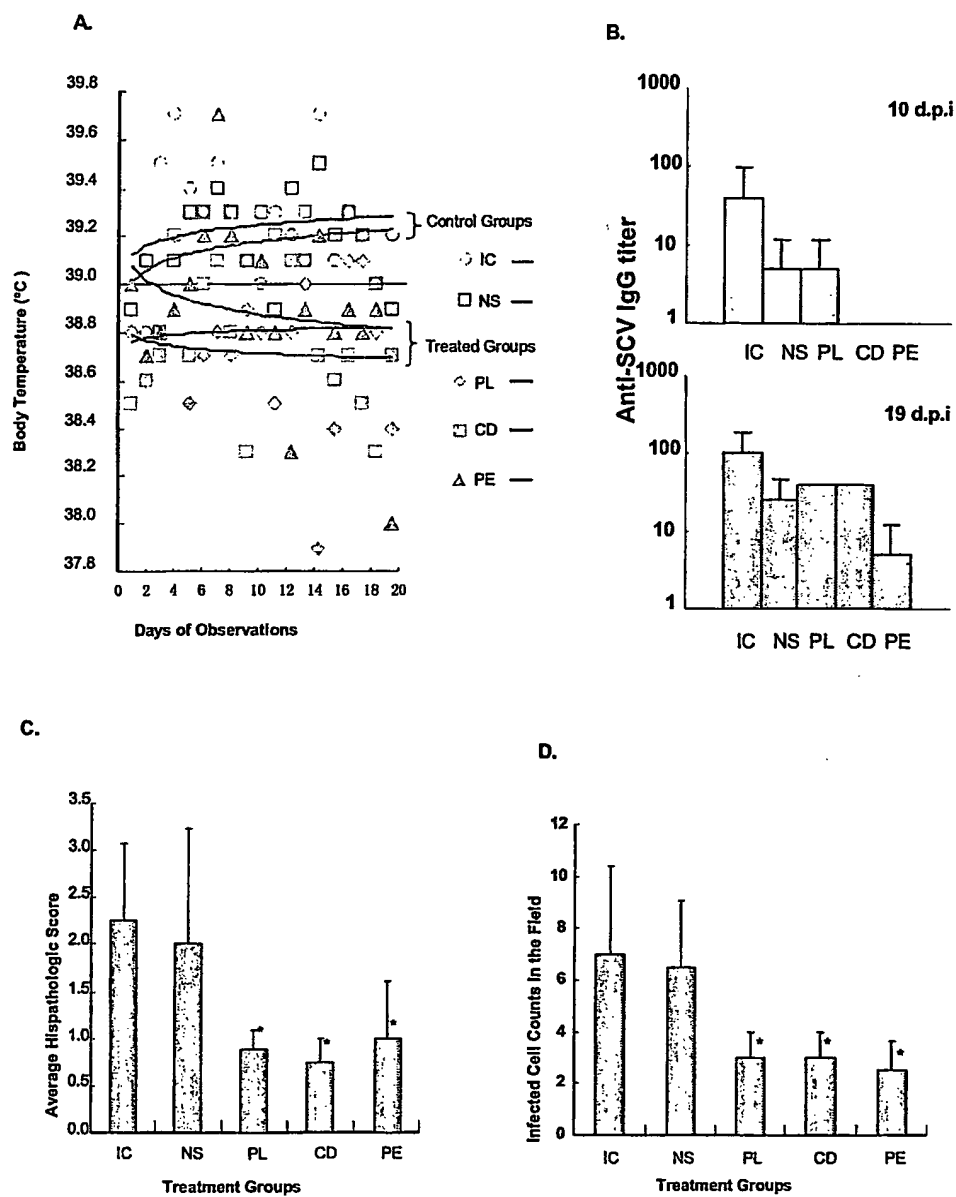 A.
39.8
39.6
39.4
39.2
39.0
38.8
38.6
38.4
38.2
38.0
37.8
Body Temperature (°C)
0 2 4 6 8 10 12 14 16 18 20
Days of Observations
Control Groups
IC
NS
Treated Groups
PL
CD
PE
B.
Anti-SCV IgG titer
1000
100
10
1
10 d.p.i
IC NS PL CD PE
1000
100
10
1
19 d.p.i
IC NS PL CD PE
C.
Average Hispathologic Score
3.5
3.0
2.5
2.0
1.5
1.0
0.5
0.0
* * *
IC NS PL CD PE
Treatment Groups
D.
Infected Cell Counts in the Field
12
10
8
6
4
2
0
* * *
IC NS PL CD PE
Treatment Groups